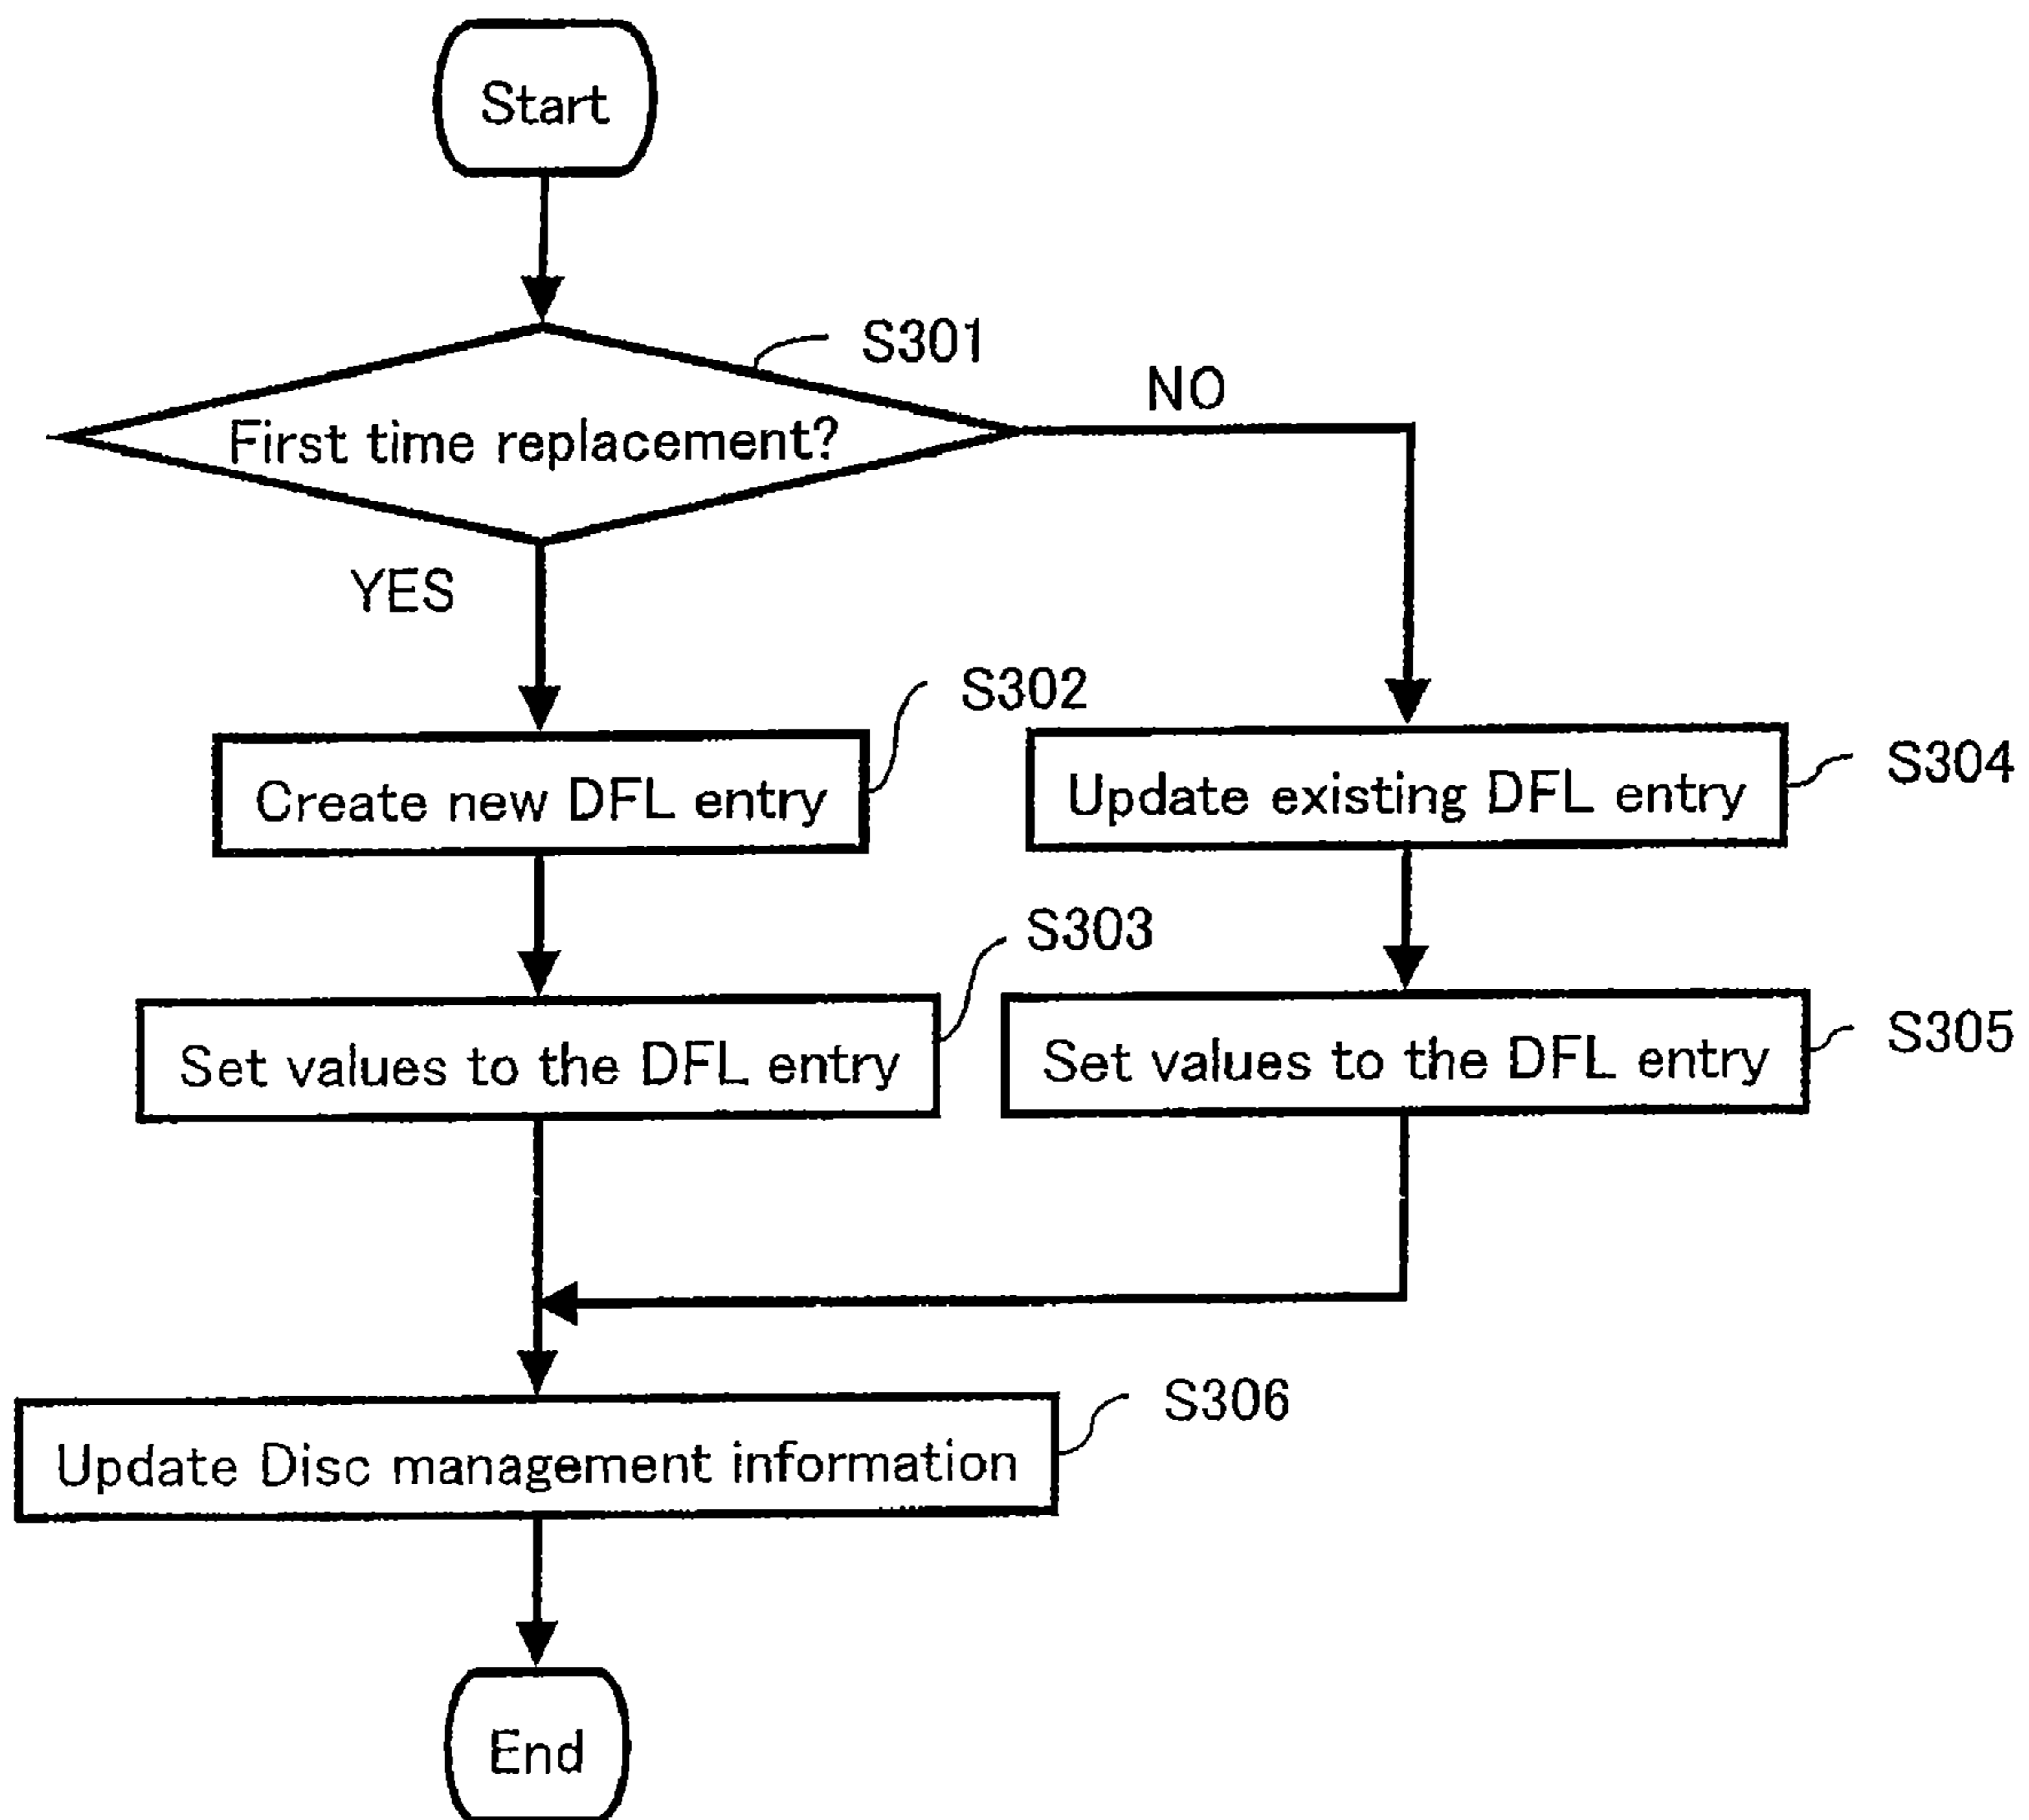 Start
S301
First time replacement?
NO
YES
S302
Create new DFL entry
S304
Update existing DFL entry
S303
Set values to the DFL entry
S305
Set values to the DFL entry
S306
Update Disc management information
End